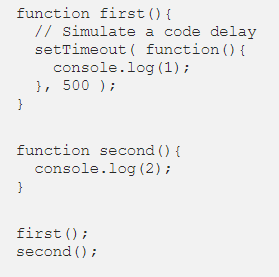 function first(){
  // Simulate a code delay
  setTimeout( function(){
    console.log(1);
  }, 500 );
}

function second(){
  console.log(2);
}

first();
second();